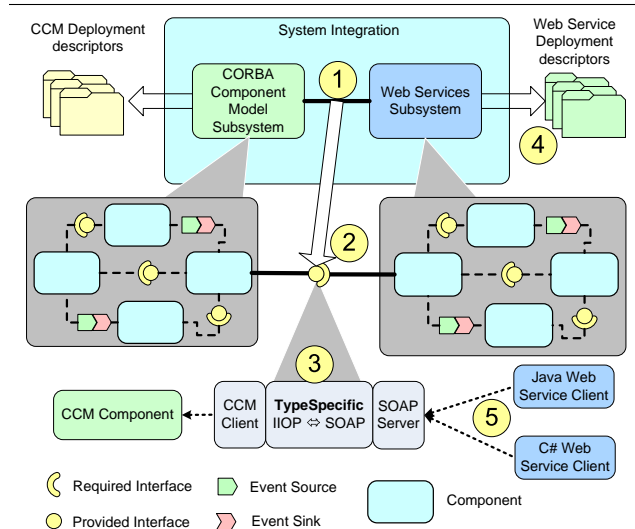 CCM Deployment
descriptors
System Integration
Web Service
Deployment
descriptors
CORBA
Component
Model
Subsystem
1
Web Services
Subsystem
4
2
3
CCM Component
CCM
Client
TypeSpecific
IIOP ⇔ SOAP
SOAP
Server
5
Java Web
Service Client
C# Web
Service Client
Required Interface
Event Source
Component
Provided Interface
Event Sink